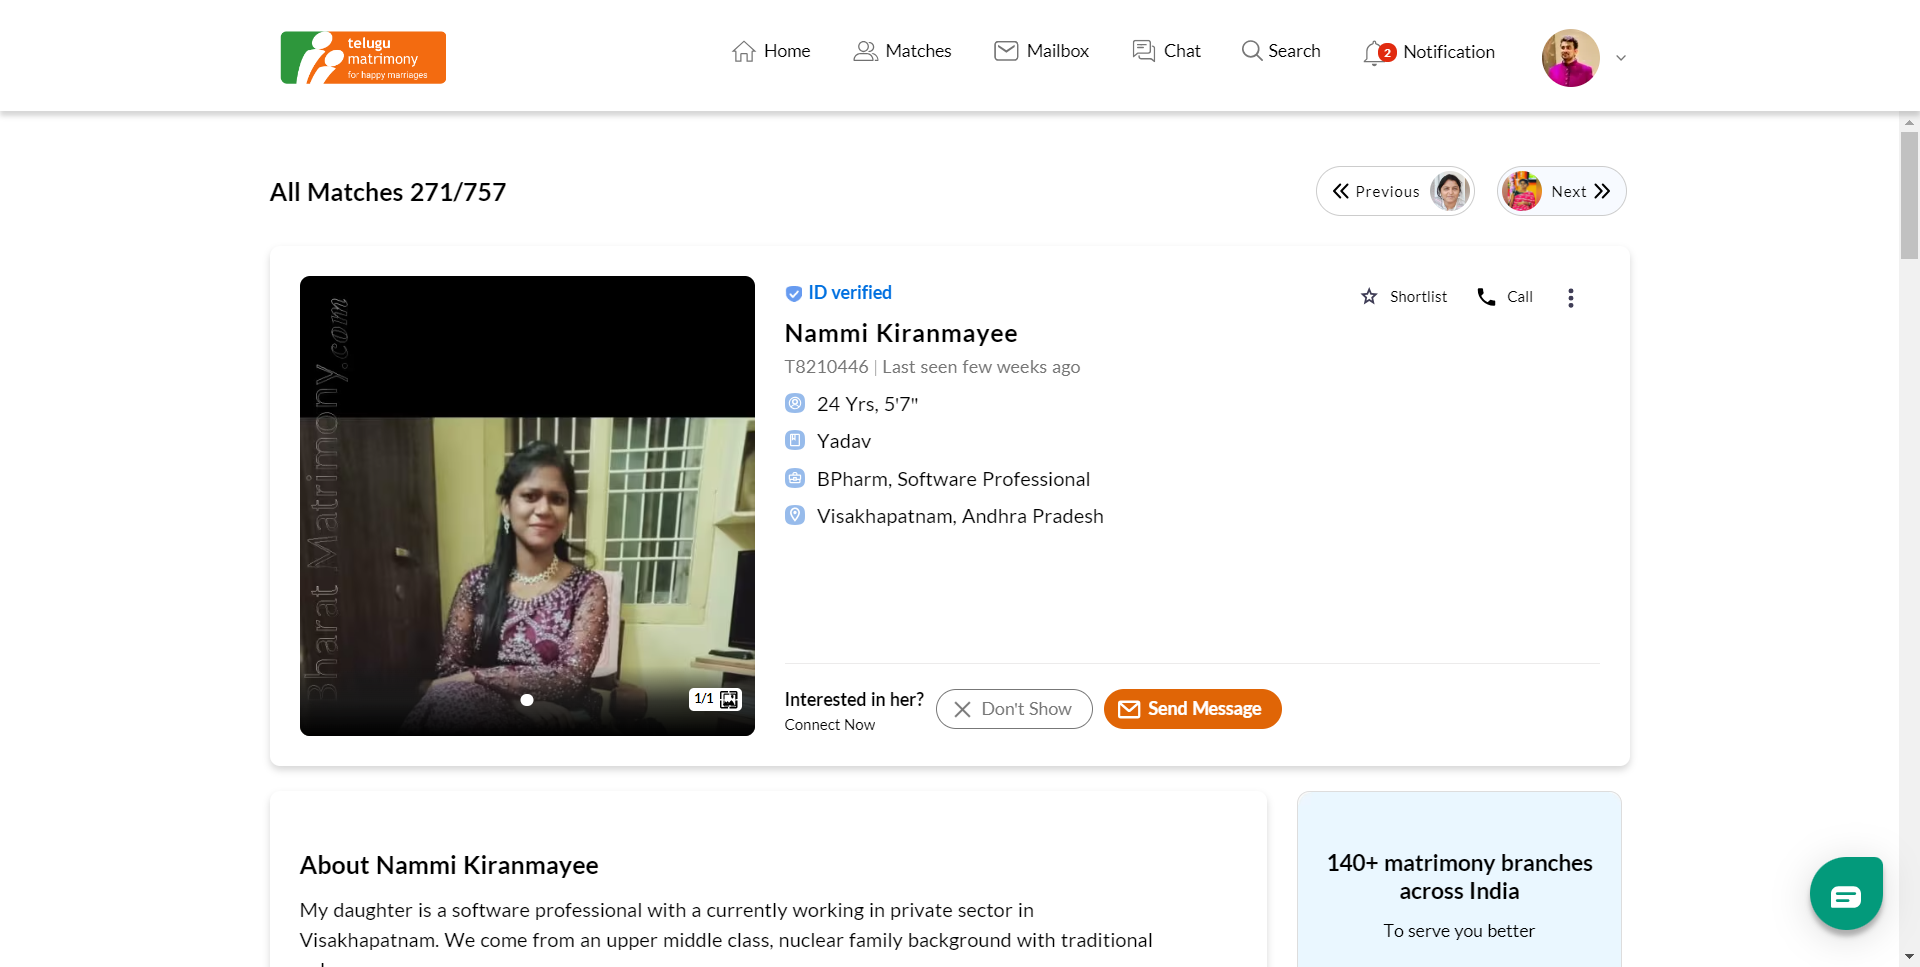 telugu
matrimony
for happy marriages
Home
Matches
Mailbox
Chat
Search
2
Notification
All Matches 271/757
Previous
Next
Bharat Matrimony.com
1/1
ID verified
Shortlist
Call
Nammi Kiranmayee
T8210446 | Last seen few weeks ago
24 Yrs, 5'7"
Yadav
BPharm, Software Professional
Visakhapatnam, Andhra Pradesh
Interested in her?
Connect Now
Don't Show
Send Message
About Nammi Kiranmayee
My daughter is a software professional with a currently working in private sector in
Visakhapatnam. We come from an upper middle class, nuclear family background with traditional
140+ matrimony branches
across India
To serve you better